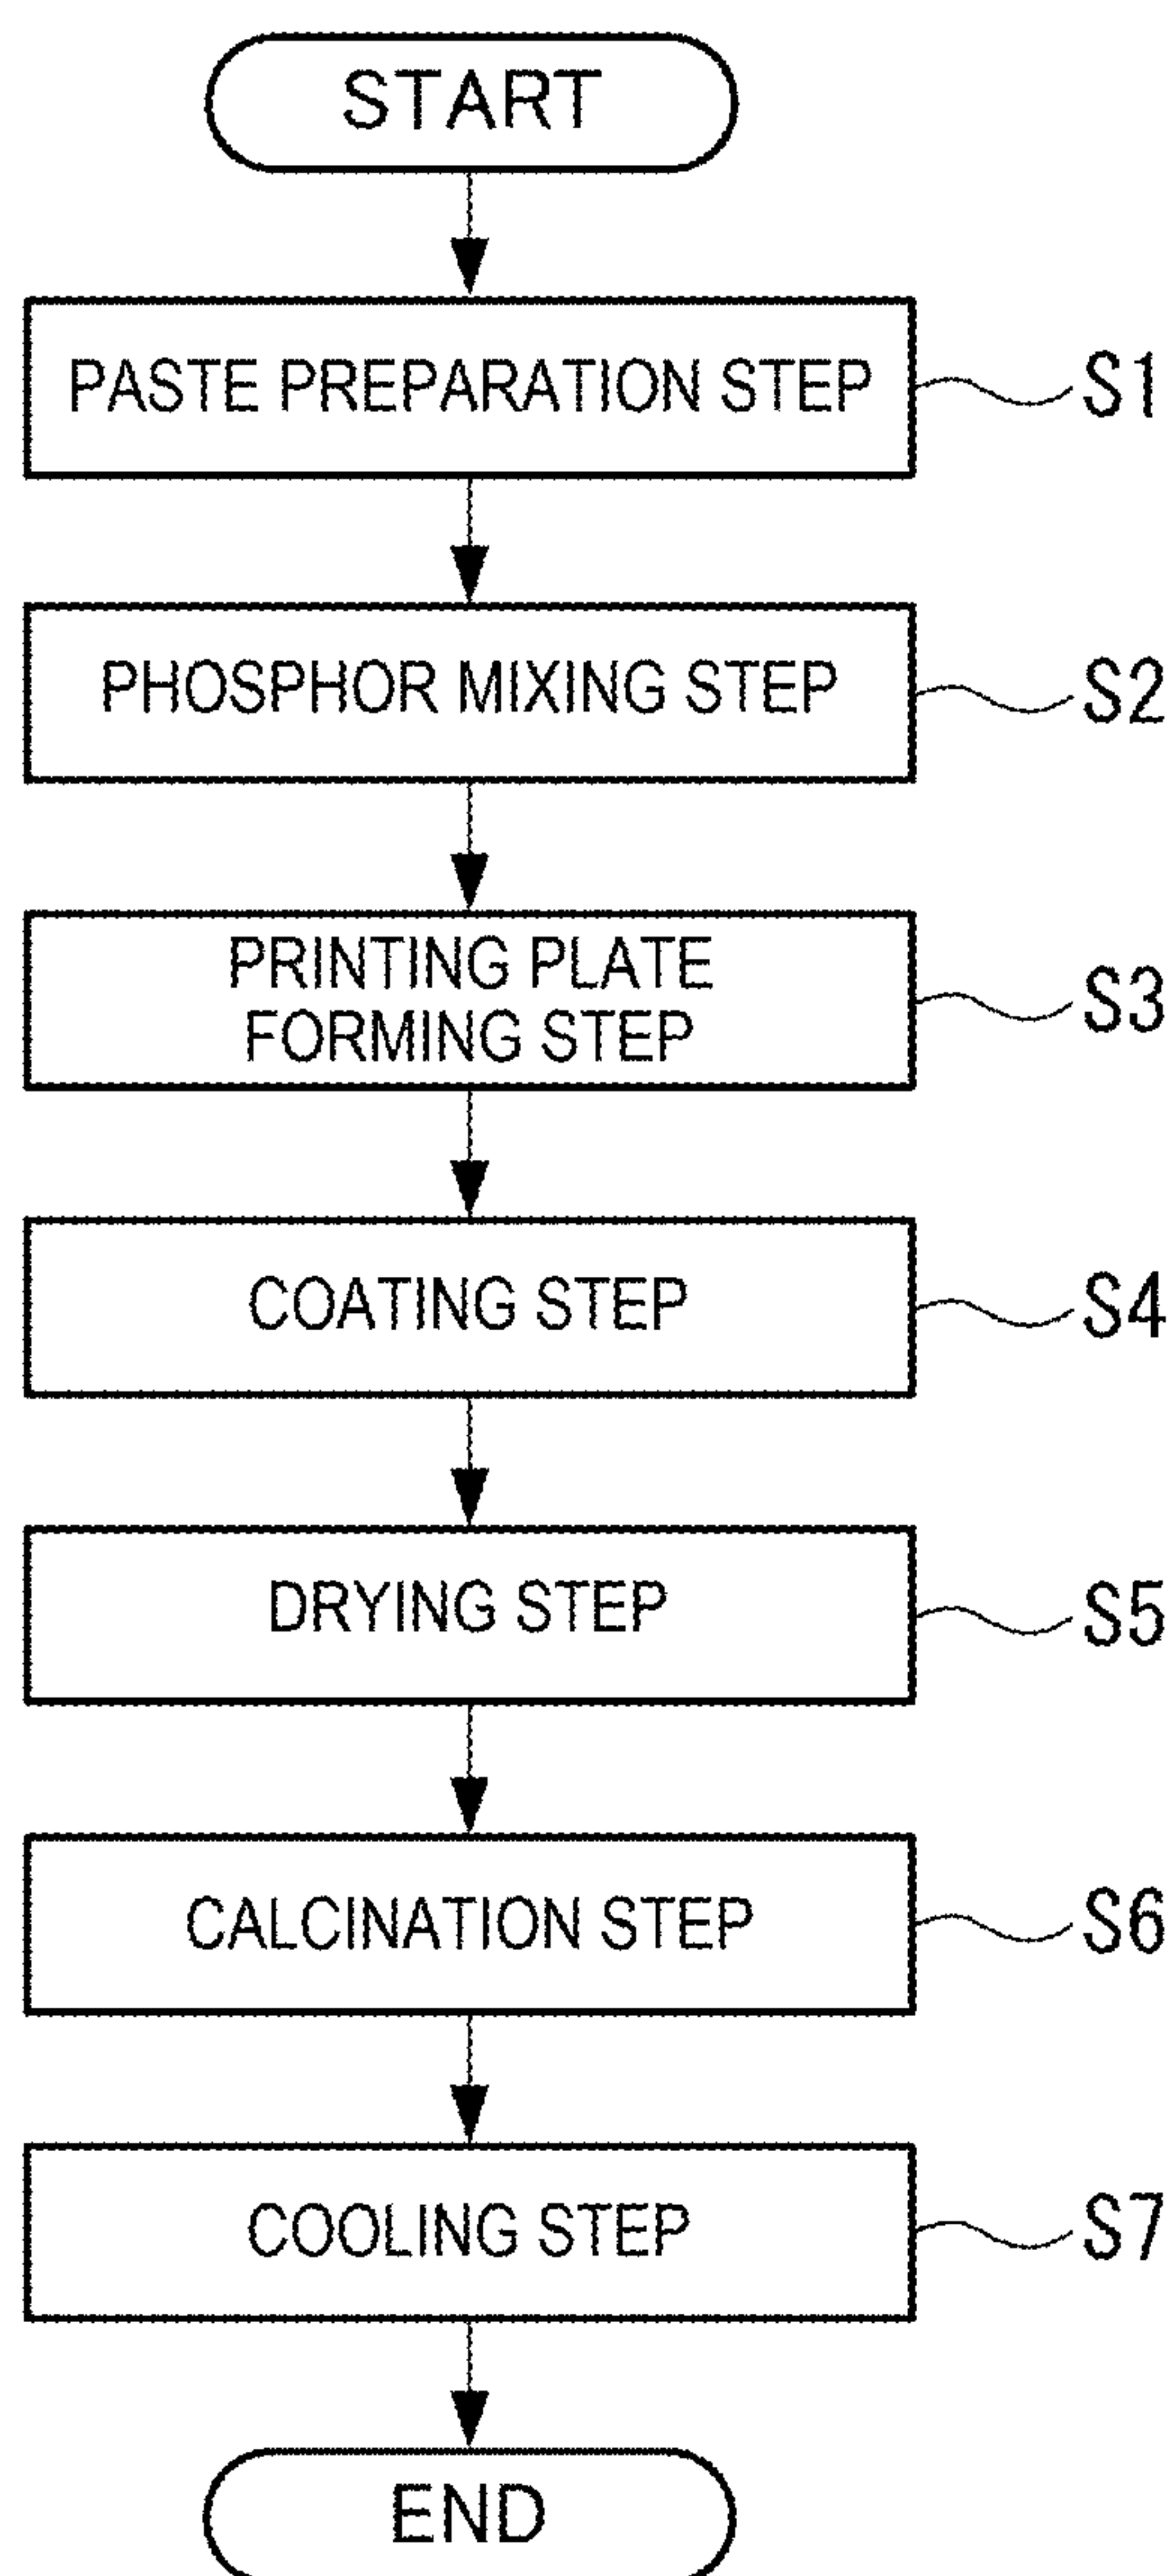 START
PASTE PREPARATION STEP
S1
PHOSPHOR MIXING STEP
S2
PRINTING PLATE
FORMING STEP
S3
COATING STEP
S4
DRYING STEP
S5
CALCINATION STEP
S6
COOLING STEP
S7
END